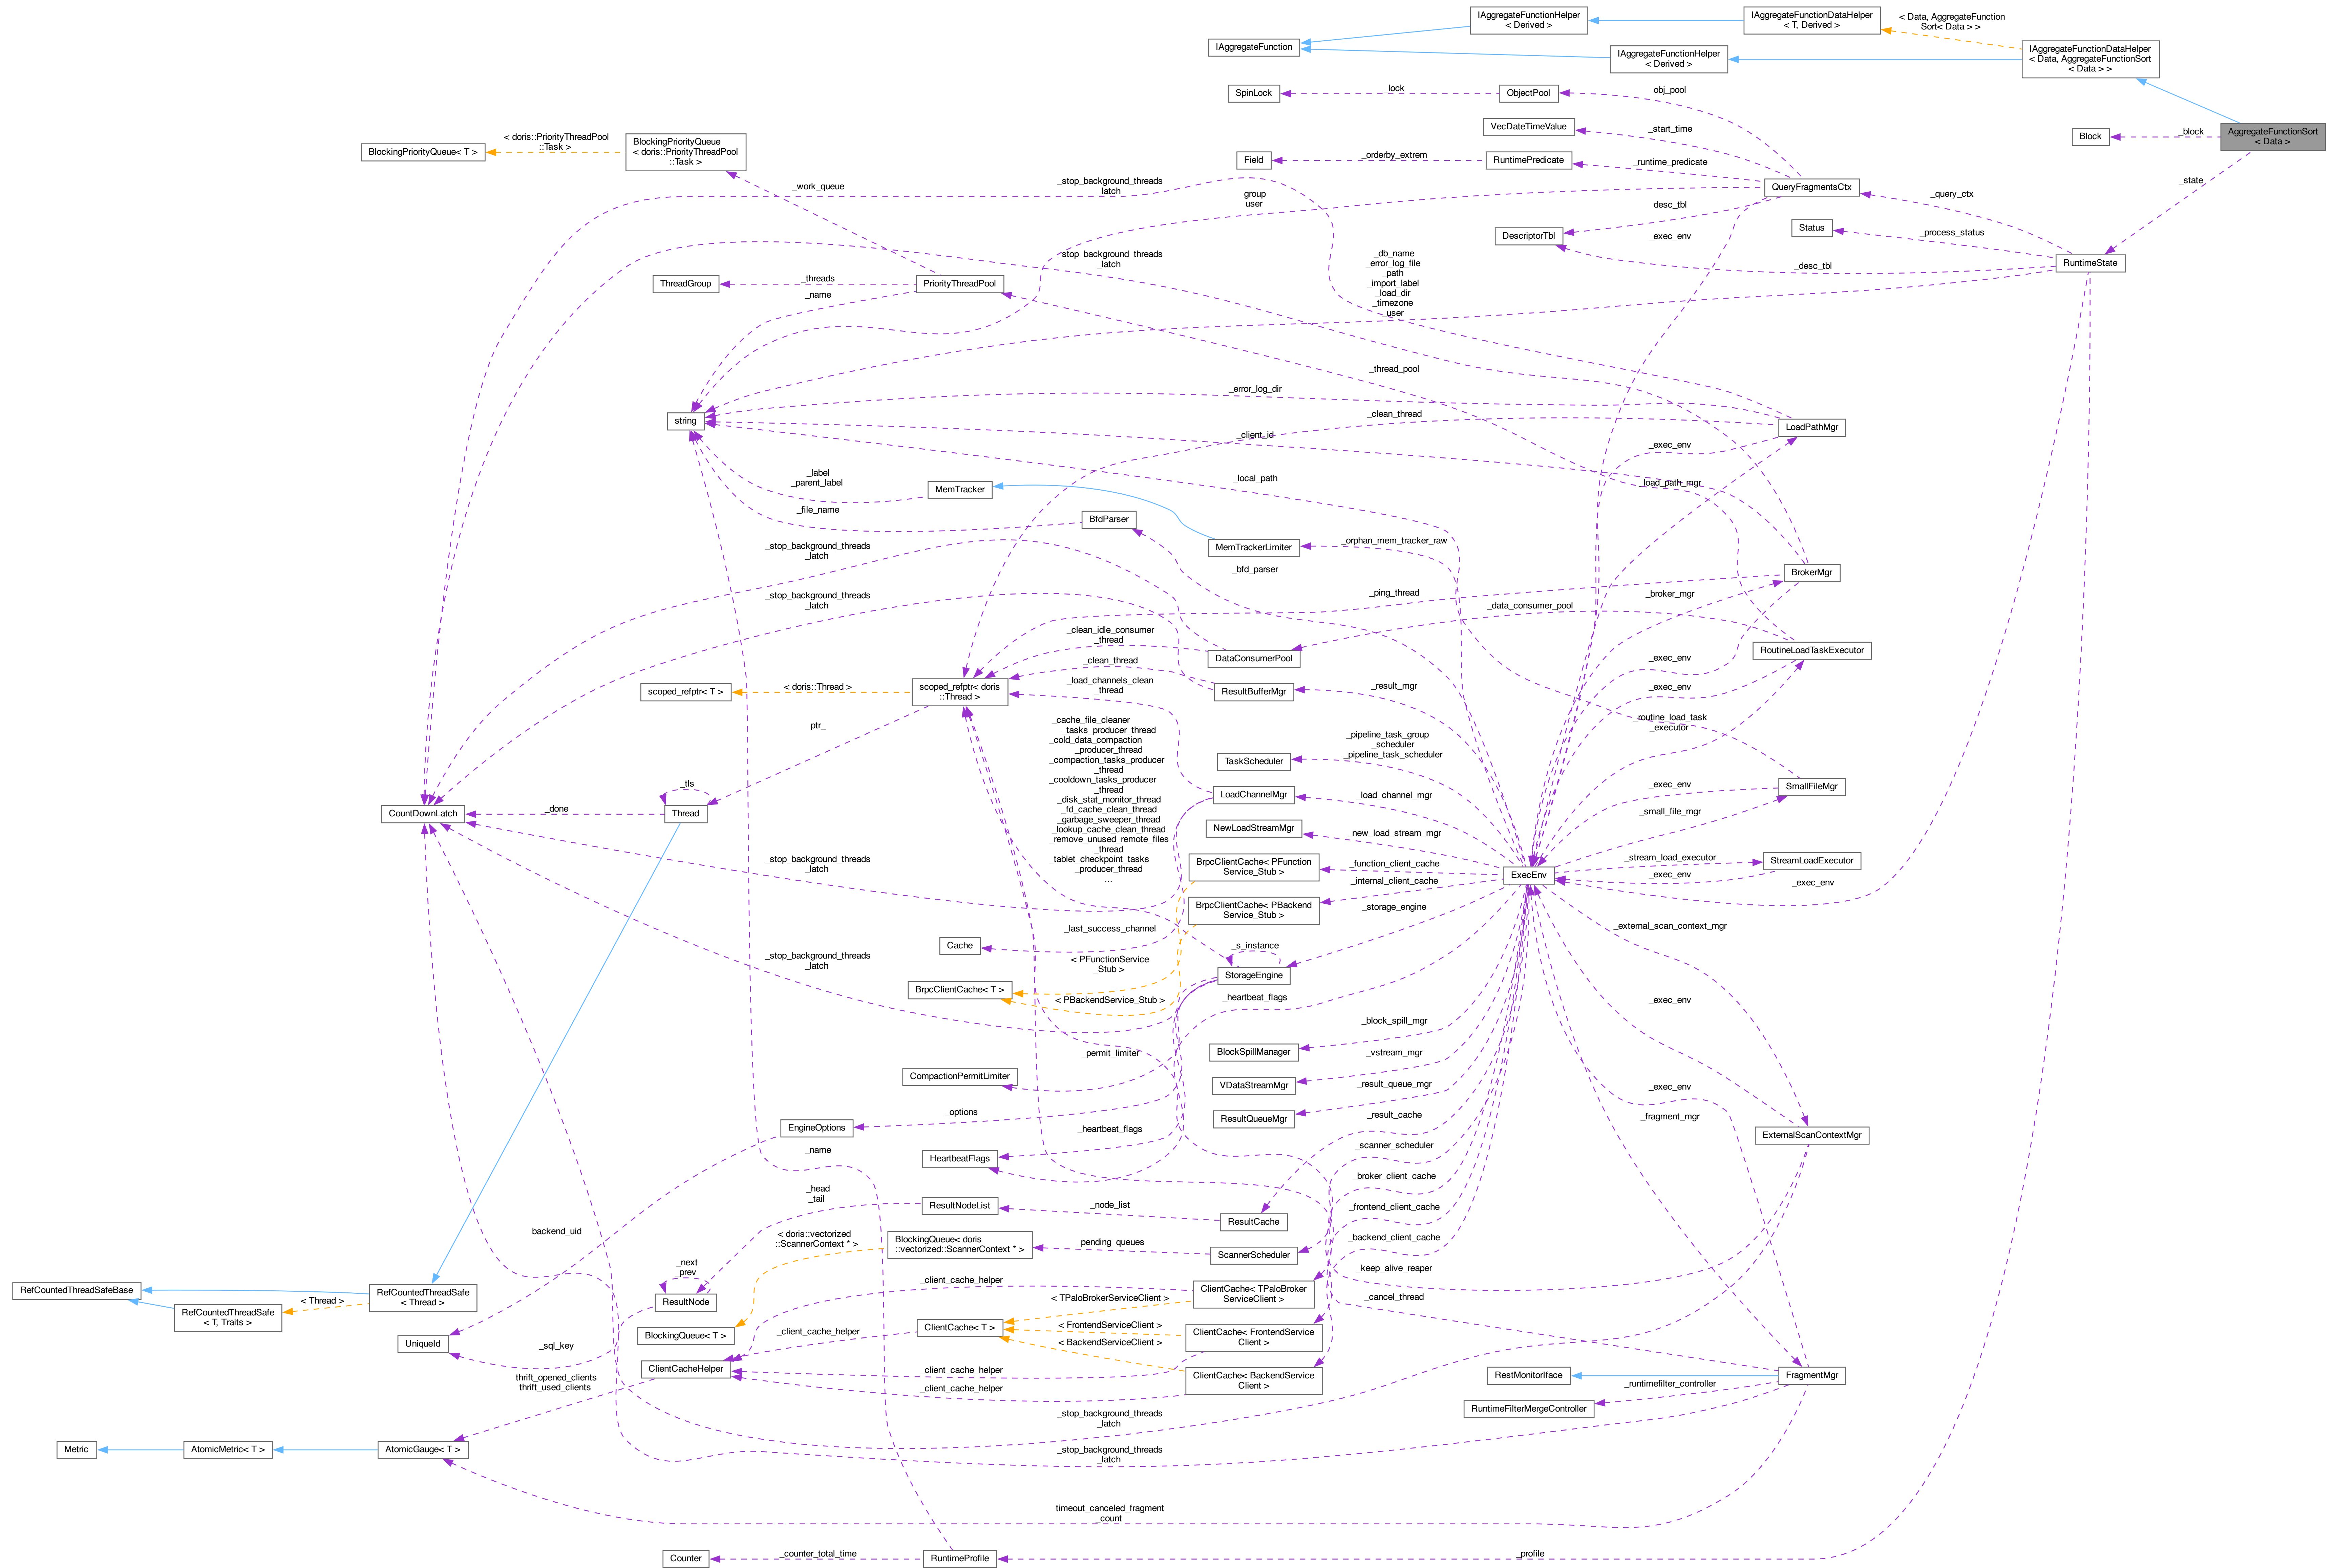 IAggregateFunctionHelper
< Derived >
IAggregateFunctionDataHelper
< T, Derived >
< Data, AggregateFunction
Sort< Data > >
IAggregateFunction
IAggregateFunctionHelper
< Derived >
IAggregateFunctionDataHelper
< Data, AggregateFunctionSort
< Data > >
SpinLock
_lock
ObjectPool
obj_pool
VecDateTimeValue
_start_time
Block
_block
AggregateFunctionSort
< Data >
BlockingPriorityQueue< T >
< doris::PriorityThreadPool
::Task >
BlockingPriorityQueue
< doris::PriorityThreadPool
::Task >
Field
_orderby_extrem
RuntimePredicate
_runtime_predicate
_work_queue
_stop_background_threads
_latch
group
user
QueryFragmentsCtx
_state
_query_ctx
desc_tbl
DescriptorTbl
_exec_env
Status
_process_status
_desc_tbl
RuntimeState
_stop_background_threads
_latch
_db_name
_error_log_file
_path
_import_label
_load_dir
_timezone
_user
ThreadGroup
_threads
PriorityThreadPool
_name
_thread_pool
_error_log_dir
string
_clean_thread
_client_id
LoadPathMgr
_exec_env
_label
_parent_label
MemTracker
_local_path
_load_path_mgr
_file_name
BfdParser
MemTrackerLimiter
_orphan_mem_tracker_raw
_stop_background_threads
_latch
_bfd_parser
BrokerMgr
_ping_thread
_broker_mgr
_stop_background_threads
_latch
_data_consumer_pool
_clean_idle_consumer
_thread
DataConsumerPool
RoutineLoadTaskExecutor
_exec_env
_clean_thread
scoped_refptr< T >
< doris::Thread >
scoped_refptr< doris
::Thread >
_load_channels_clean
_thread
ResultBufferMgr
_result_mgr
_exec_env
ptr_
_cache_file_cleaner
_tasks_producer_thread
_cold_data_compaction
_producer_thread
_compaction_tasks_producer
_thread
_cooldown_tasks_producer
_thread
_disk_stat_monitor_thread
_fd_cache_clean_thread
_garbage_sweeper_thread
_lookup_cache_clean_thread
_remove_unused_remote_files
_thread
_tablet_checkpoint_tasks
_producer_thread
...
_pipeline_task_group
_scheduler
_pipeline_task_scheduler
TaskScheduler
_routine_load_task
_executor
_tls
Thread
_done
CountDownLatch
LoadChannelMgr
_load_channel_mgr
_exec_env
SmallFileMgr
_small_file_mgr
NewLoadStreamMgr
_new_load_stream_mgr
_stop_background_threads
_latch
BrpcClientCache< PFunction
Service_Stub >
_function_client_cache
ExecEnv
_stream_load_executor
StreamLoadExecutor
_exec_env
_exec_env
_internal_client_cache
BrpcClientCache< PBackend
Service_Stub >
_storage_engine
_last_success_channel
Cache
_external_scan_context_mgr
_stop_background_threads
_latch
< PFunctionService
_Stub >
_s_instance
StorageEngine
BrpcClientCache< T >
< PBackendService_Stub >
_heartbeat_flags
_exec_env
_block_spill_mgr
BlockSpillManager
_permit_limiter
CompactionPermitLimiter
_vstream_mgr
VDataStreamMgr
_result_queue_mgr
ResultQueueMgr
_exec_env
_options
EngineOptions
_result_cache
_fragment_mgr
ExternalScanContextMgr
_heartbeat_flags
HeartbeatFlags
_name
_scanner_scheduler
_broker_client_cache
_head
_tail
ResultNodeList
_node_list
ResultCache
_frontend_client_cache
backend_uid
< doris::vectorized
::ScannerContext * >
BlockingQueue< doris
::vectorized::ScannerContext * >
_pending_queues
ScannerScheduler
_backend_client_cache
_next
_prev
ResultNode
_keep_alive_reaper
RefCountedThreadSafeBase
RefCountedThreadSafe
< Thread >
< Thread >
RefCountedThreadSafe
< T, Traits >
_client_cache_helper
ClientCache< TPaloBroker
ServiceClient >
_cancel_thread
< TPaloBrokerServiceClient >
BlockingQueue< T >
_client_cache_helper
ClientCache< T >
< FrontendServiceClient >
ClientCache< FrontendService
Client >
UniqueId
_sql_key
< BackendServiceClient >
ClientCacheHelper
_client_cache_helper
ClientCache< BackendService
Client >
_client_cache_helper
thrift_opened_clients
thrift_used_clients
RestMonitorIface
FragmentMgr
_runtimefilter_controller
RuntimeFilterMergeController
_stop_background_threads
_latch
Metric
AtomicMetric< T >
AtomicGauge< T >
_stop_background_threads
_latch
timeout_canceled_fragment
_count
Counter
_counter_total_time
RuntimeProfile
_profile